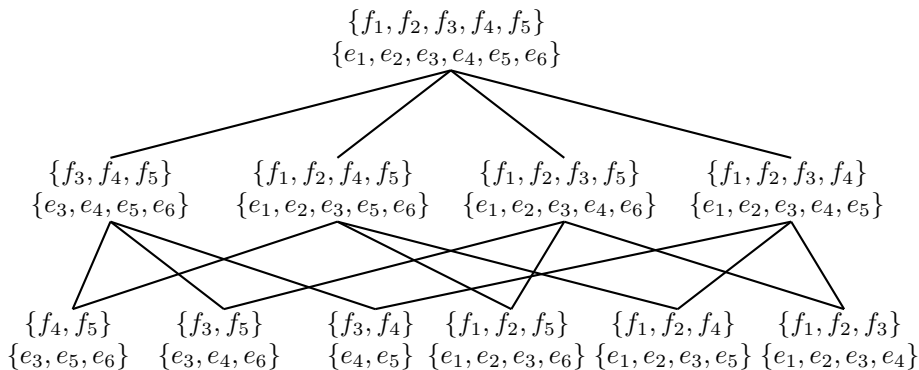 {f₁, f₂, f₃, f₄, f₅}
{e₁, e₂, e₃, e₄, e₅, e₆}
{f₃, f₄, f₅}
{e₃, e₄, e₅, e₆}
{f₁, f₂, f₄, f₅}
{e₁, e₂, e₃, e₅, e₆}
{f₁, f₂, f₃, f₅}
{e₁, e₂, e₃, e₄, e₆}
{f₁, f₂, f₃, f₄}
{e₁, e₂, e₃, e₄, e₅}
{f₄, f₅}
{e₃, e₅, e₆}
{f₃, f₅}
{e₃, e₄, e₆}
{f₃, f₄}
{e₄, e₅}
{f₁, f₂, f₅}
{e₁, e₂, e₃, e₆}
{f₁, f₂, f₄}
{e₁, e₂, e₃, e₅}
{f₁, f₂, f₃}
{e₁, e₂, e₃, e₄}